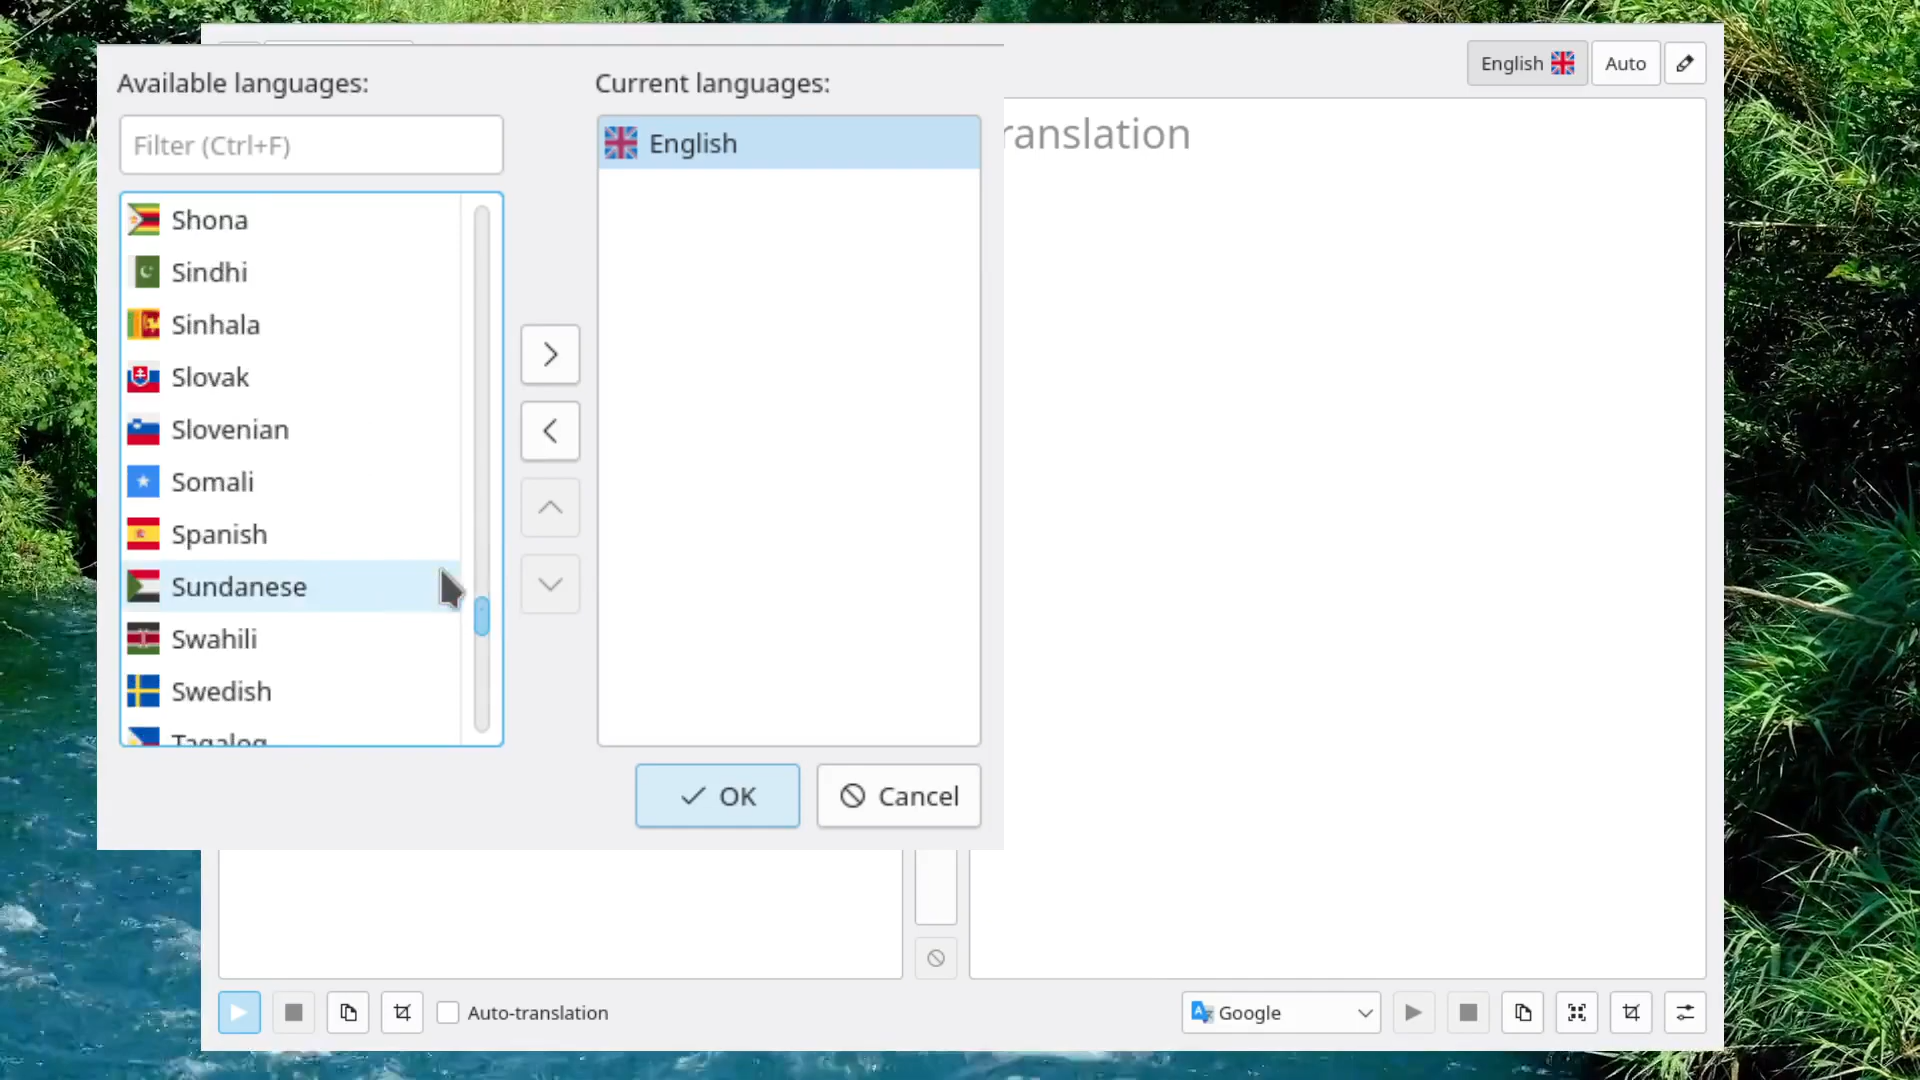 English
Auto
Available languages:
Current languages:
Filter (Ctrl+F)
English
ranslation
Shona
Sindhi
Sinhala
Slovak
Slovenian
Somali
Spanish
Sundanese
Swahili
Swedish
Tagalog
OK
Cancel
Auto-translation
Google